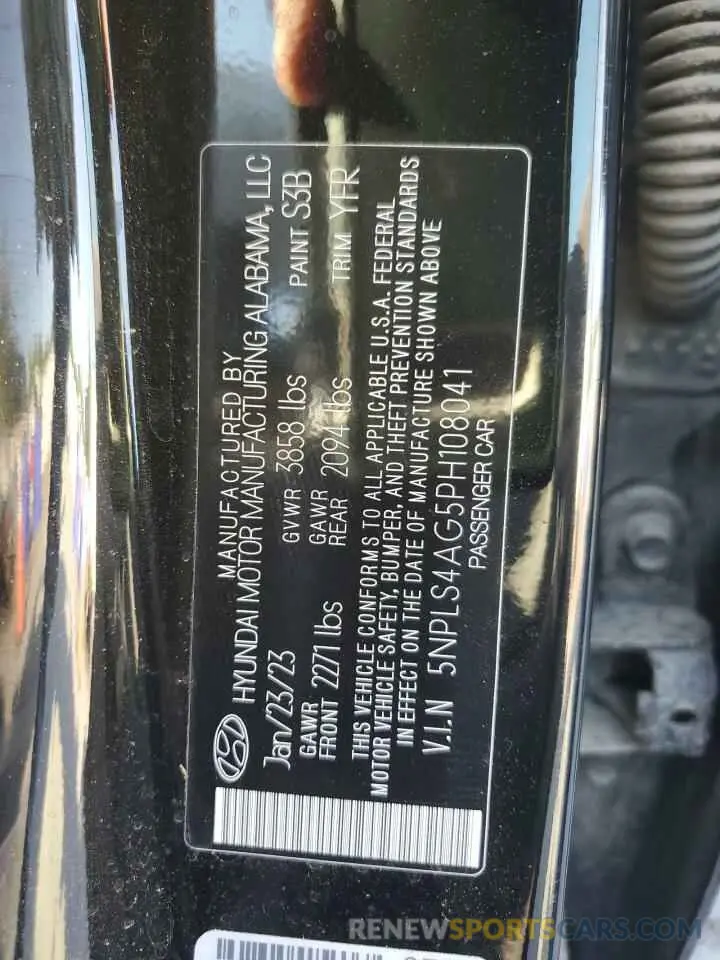 MANUFACTURED BY
HYUNDAI MOTOR MANUFACTURING ALABAMA, LLC
Jan/23/23 GVWR 3858 lbs PAINT S3B
GAWR FRONT 2271 lbs GAWR REAR 2094 lbs TRIM YFR
THIS VEHICLE CONFORMS TO ALL APPLICABLE U.S.A. FEDERAL
MOTOR VEHICLE SAFETY, BUMPER, AND THEFT PREVENTION STANDARDS
IN EFFECT ON THE DATE OF MANUFACTURE SHOWN ABOVE
V.I.N 5NPLS4AG5PH108041
PASSENGER CAR
RENEWSPORTSCARS.COM